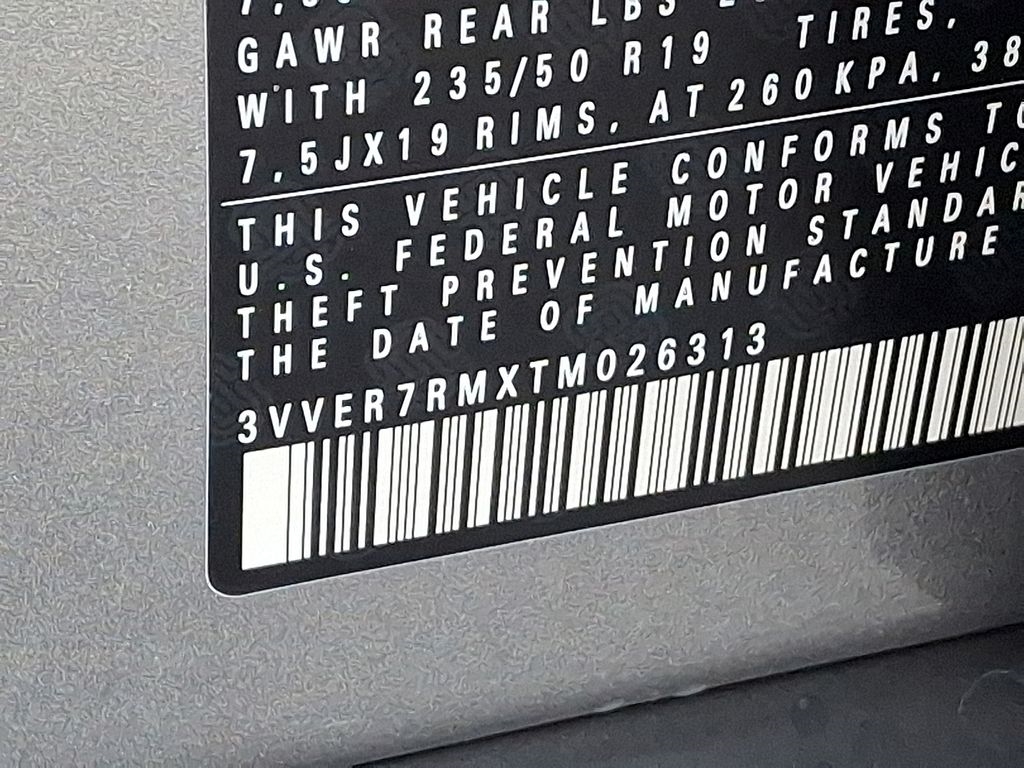 GAWR REAR LBS
WITH 235/50 R19 TIRES,
7.5JX19 RIMS, AT 260 KPA, 38
THIS VEHICLE CONFORMS TO
U.S. FEDERAL MOTOR VEHIC
THEFT PREVENTION STANDAR
THE DATE OF MANUFACTURE
3VVER7RMXTM026313